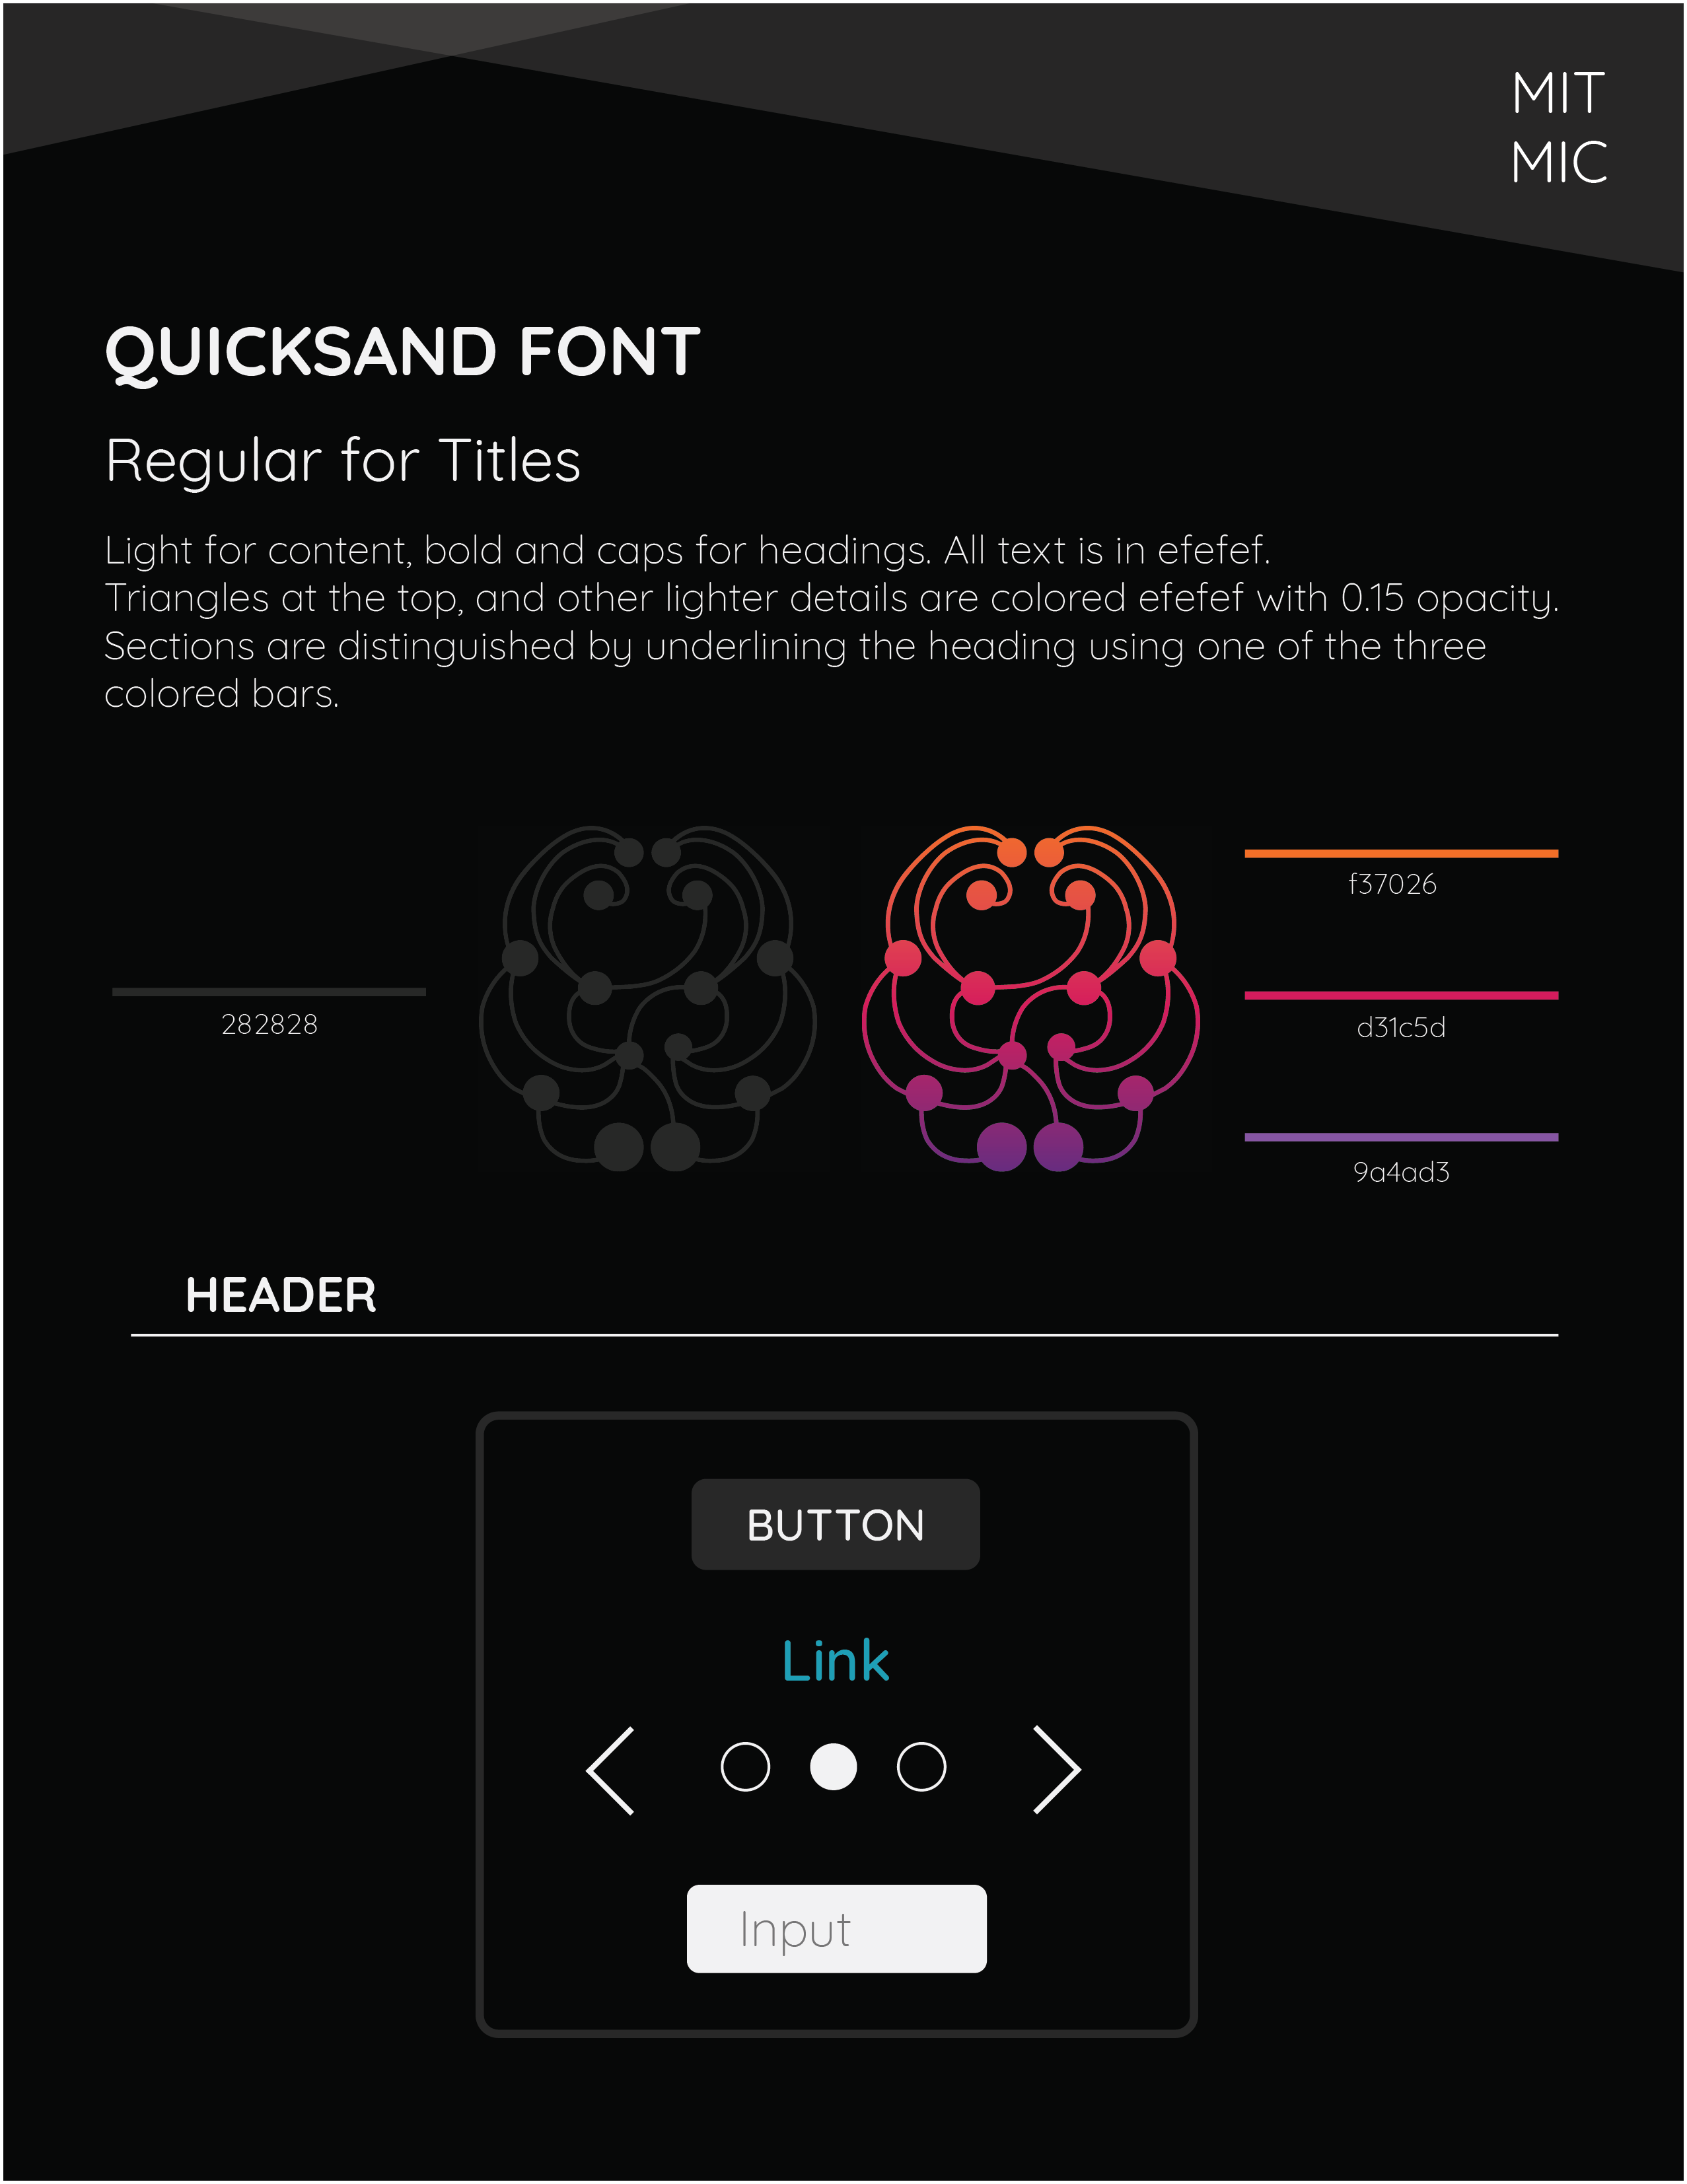 MIT
MIC
QUICKSAND FONT
Regular for Titles
Light for content, bold and caps for headings. All text is in efefef.
Triangles at the top, and other lighter details are colored efefef with 0.15 opacity.
Sections are distinguished by underlining the heading using one of the three
colored bars.
f37026
282828
d31c5d
9a4ad3
HEADER
BUTTON
Link
Input